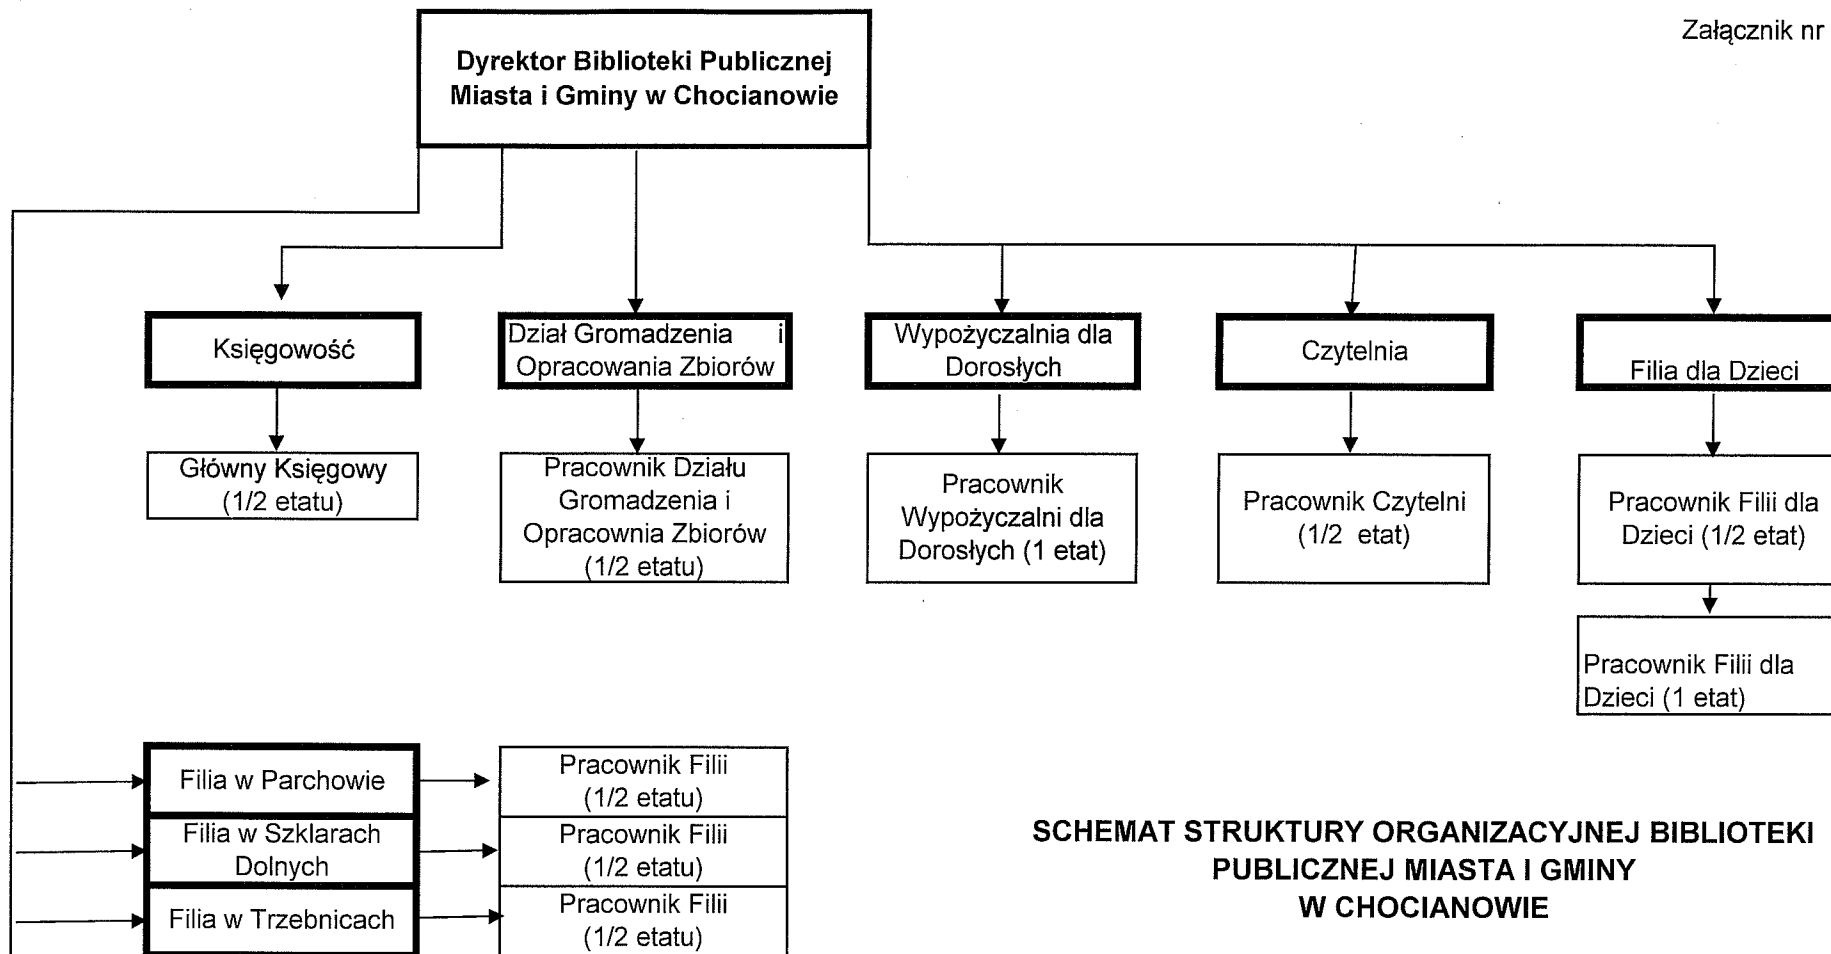 Załącznik nr
Dyrektor Biblioteki Publicznej
Miasta i Gminy w Chocianowie
Księgowość
Dział Gromadzenia i
Opracowania Zbiorów
Wypożyczalnia dla
Dorosłych
Czytelnia
Filia dla Dzieci
Główny Księgowy
(1/2 etatu)
Pracownik Działu
Gromadzenia i
Opracownia Zbiorów
(1/2 etatu)
Pracownik
Wypożyczalni dla
Dorosłych (1 etat)
Pracownik Czytelni
(1/2 etat)
Pracownik Filii dla
Dzieci (1/2 etat)
Pracownik Filii dla
Dzieci (1 etat)
Filia w Parchowie
Pracownik Filii
(1/2 etatu)
Filia w Szklarach
Dolnych
Pracownik Filii
(1/2 etatu)
Filia w Trzebnicach
Pracownik Filii
(1/2 etatu)
SCHEMAT STRUKTURY ORGANIZACYJNEJ BIBLIOTEKI
PUBLICZNEJ MIASTA I GMINY
W CHOCIANOWIE